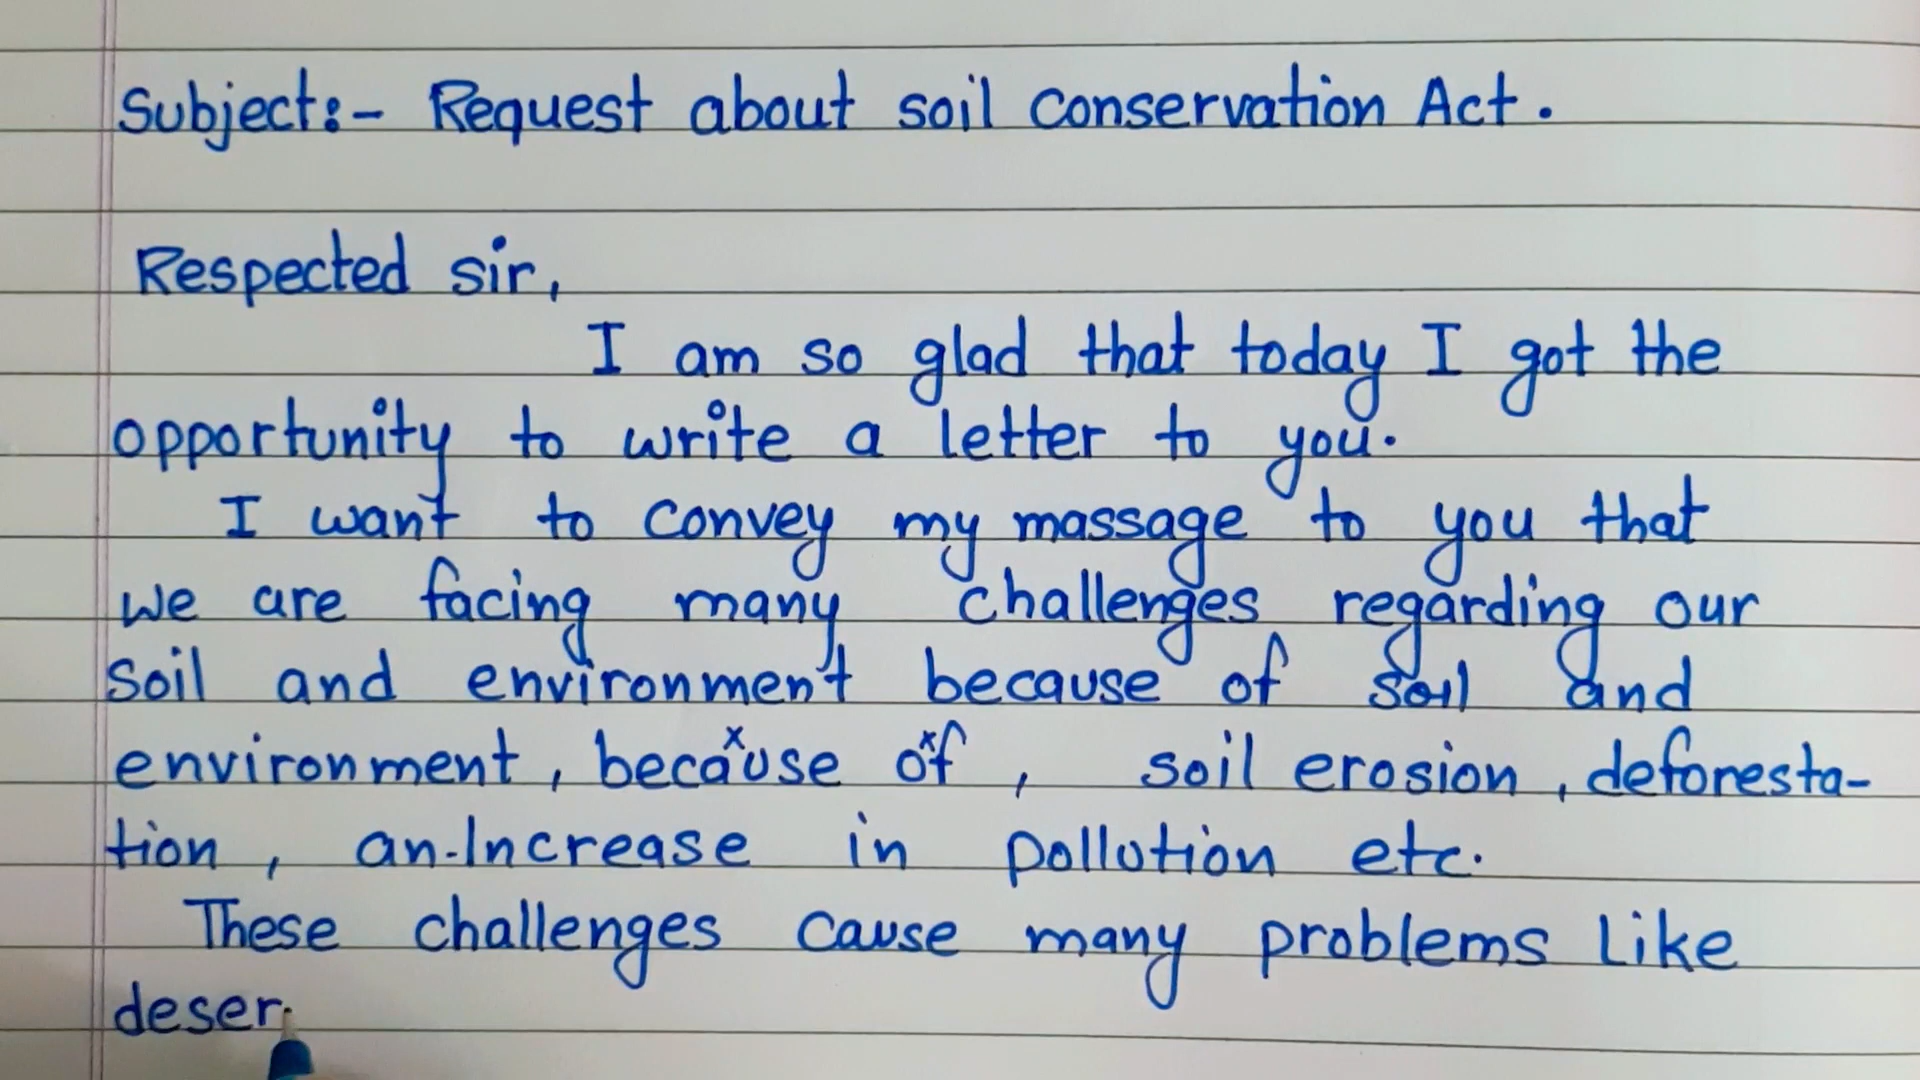 Subject:- Request about soil conservation Act.
Respected sir,
I am so glad that today I got the
opportunity to write a letter to you.
I want to convey my massage to you that
we are facing many challenges regarding our
soil and environment because of soil and
environment, because of, soil erosion, deforesta-
tion, an-Increase in pollution etc.
These challenges cause many problems like
deser